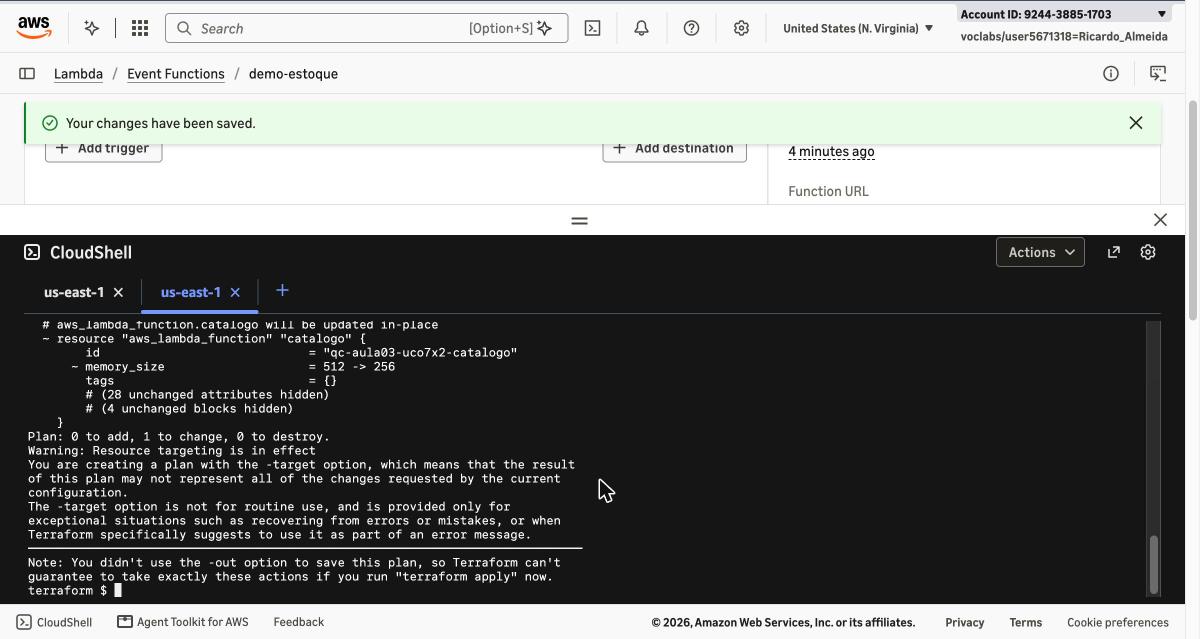 aws
Search
[Option+S]
United States (N. Virginia)
Account ID: 9244-3885-1703
voclabs/user5671318=Ricardo_Almeida
Lambda / Event Functions / demo-estoque
Your changes have been saved.
+ Add trigger
+ Add destination
4 minutes ago
Function URL
CloudShell
Actions
us-east-1
us-east-1
# aws_lambda_function.catalogo will be updated in-place
~ resource "aws_lambda_function" "catalogo" {
id = "qc-aula03-uco7x2-catalogo"
~ memory_size = 512 -> 256
tags = {}
# (28 unchanged attributes hidden)
# (4 unchanged blocks hidden)
}
Plan: 0 to add, 1 to change, 0 to destroy.
Warning: Resource targeting is in effect
You are creating a plan with the -target option, which means that the result
of this plan may not represent all of the changes requested by the current
configuration.
The -target option is not for routine use, and is provided only for
exceptional situations such as recovering from errors or mistakes, or when
Terraform specifically suggests to use it as part of an error message.
Note: You didn't use the -out option to save this plan, so Terraform can't
guarantee to take exactly these actions if you run "terraform apply" now.
terraform $
CloudShell
Agent Toolkit for AWS
Feedback
© 2026, Amazon Web Services, Inc. or its affiliates.
Privacy
Terms
Cookie preferences